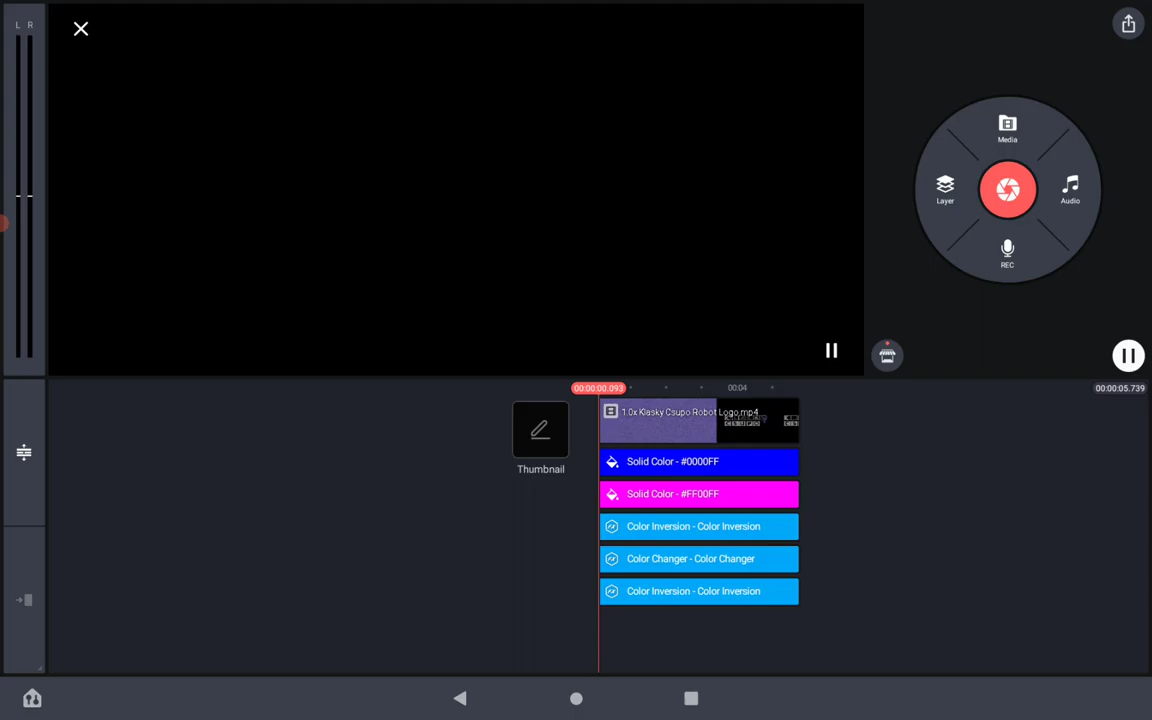 L R
Media
Layer
Audio
REC
00:00:00.093
00:04
00:00:05.739
1.0x Klasky Csupo Robot Logo.mp4
Thumbnail
Solid Color - #0000FF
Solid Color - #FF00FF
Color Inversion - Color Inversion
Color Changer - Color Changer
Color Inversion - Color Inversion